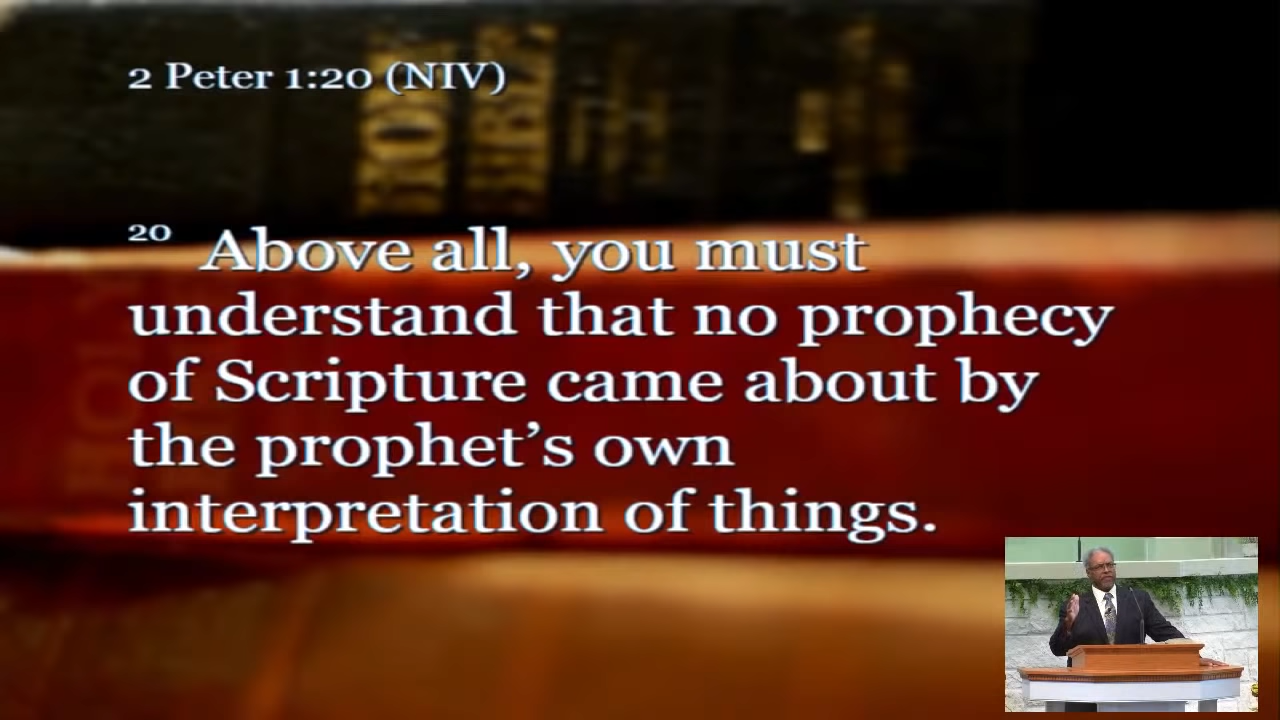 2 Peter 1:20 (NIV)
20 Above all, you must
understand that no prophecy
of Scripture came about by
the prophet’s own
interpretation of things.